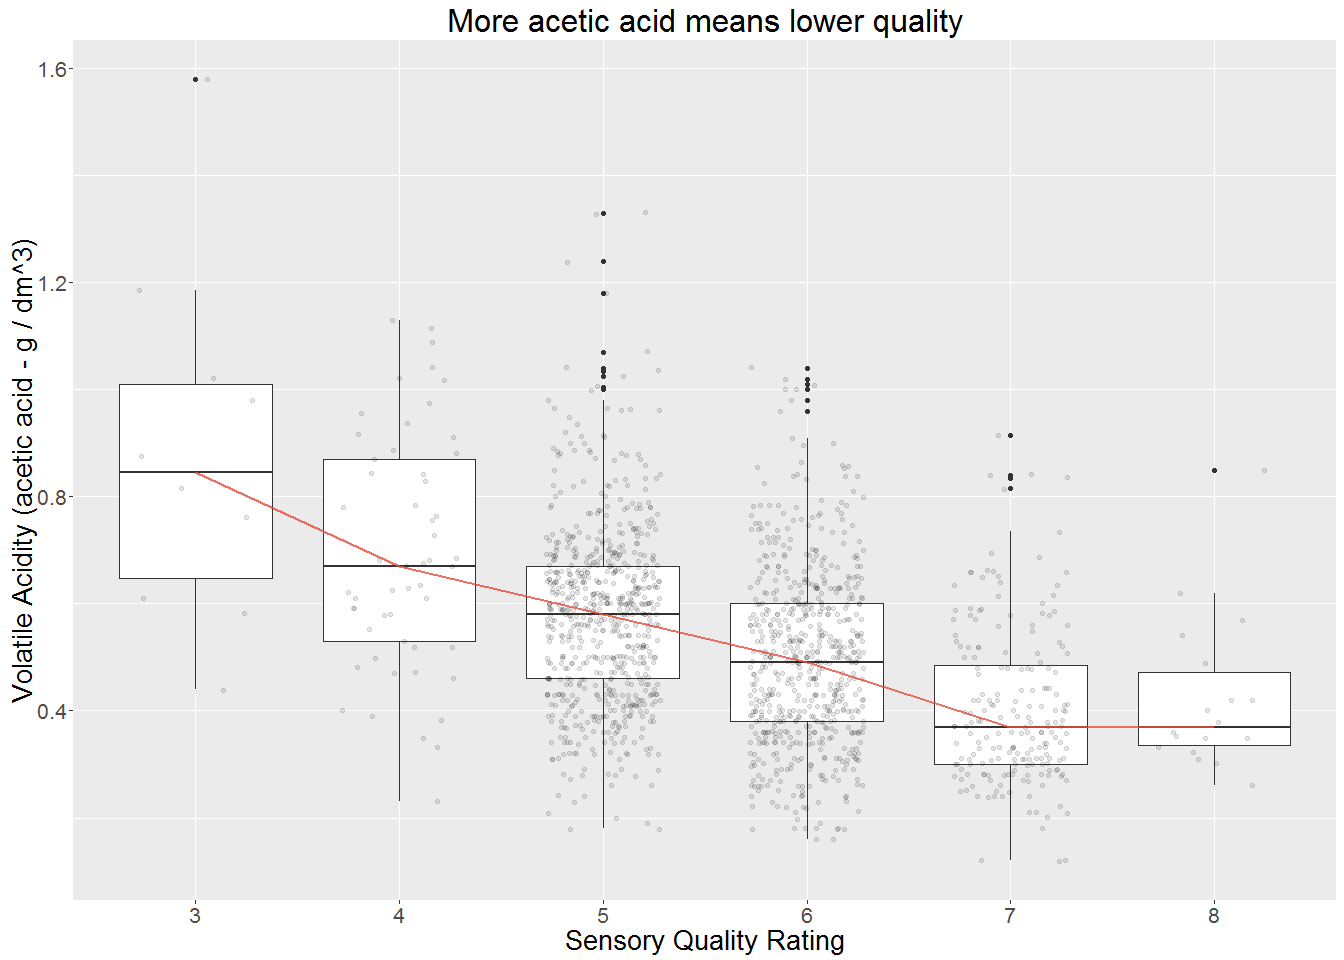 More acetic acid means lower quality
Volatile Acidity (acetic acid - g / dm^3)
1.6
1.2
0.8
0.4
3 4 5 6 7 8
Sensory Quality Rating